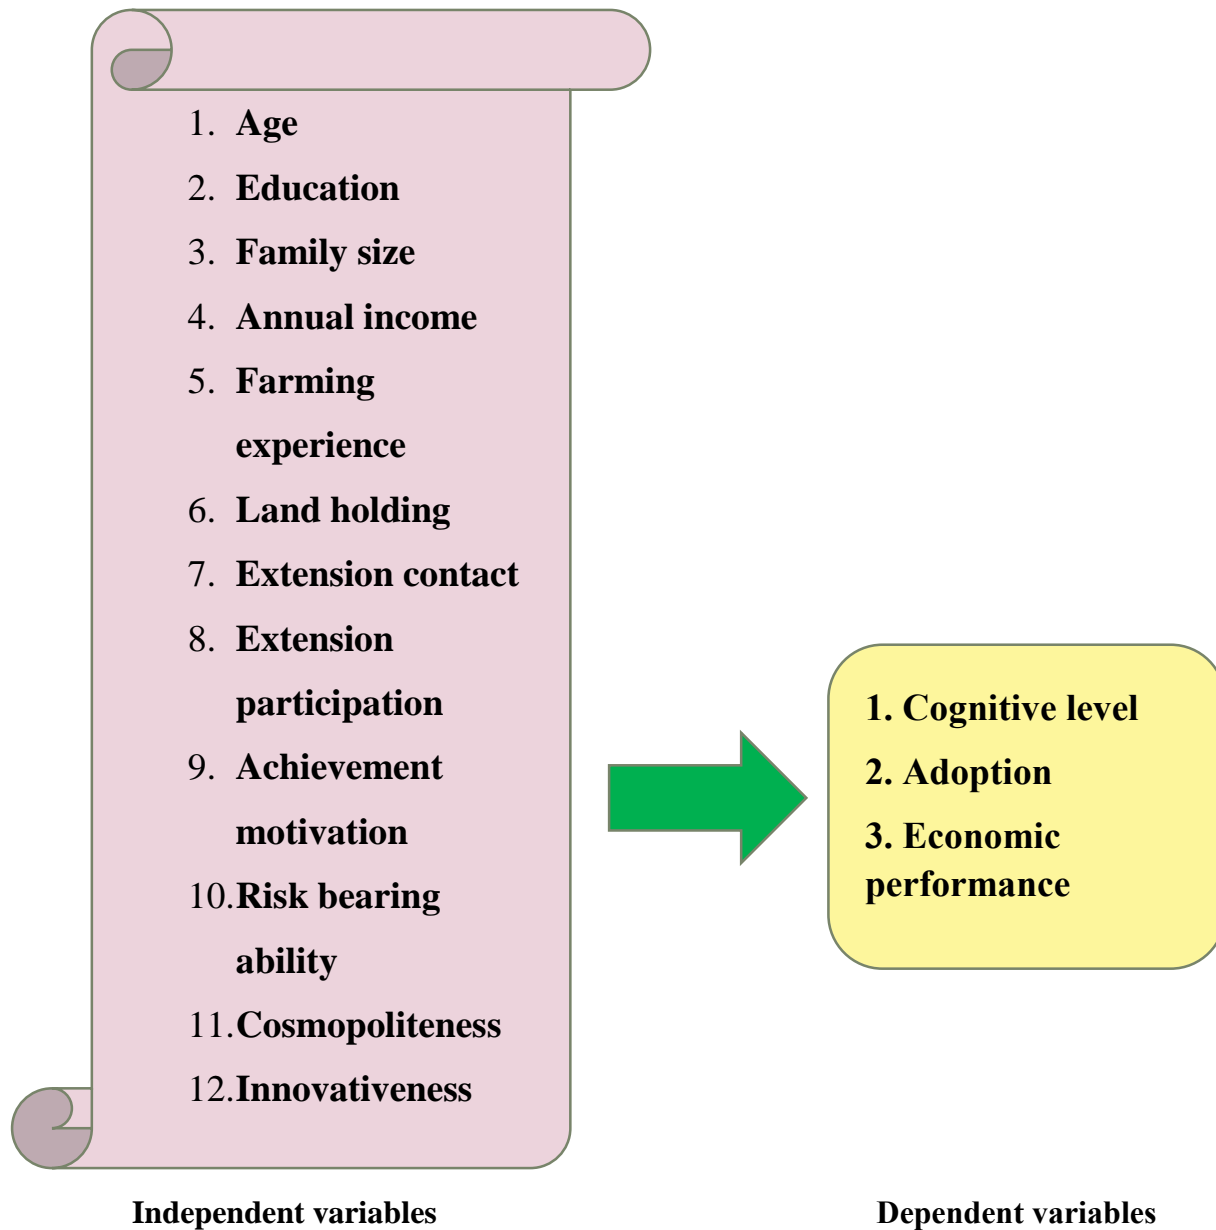 1. Age
2. Education
3. Family size
4. Annual income
5. Farming
experience
6. Land holding
7. Extension contact
8. Extension
participation
9. Achievement
motivation
10.Risk bearing
ability
11.Cosmopoliteness
12.Innovativeness
1. Cognitive level
2. Adoption
3. Economic
performance
Independent variables
Dependent variables